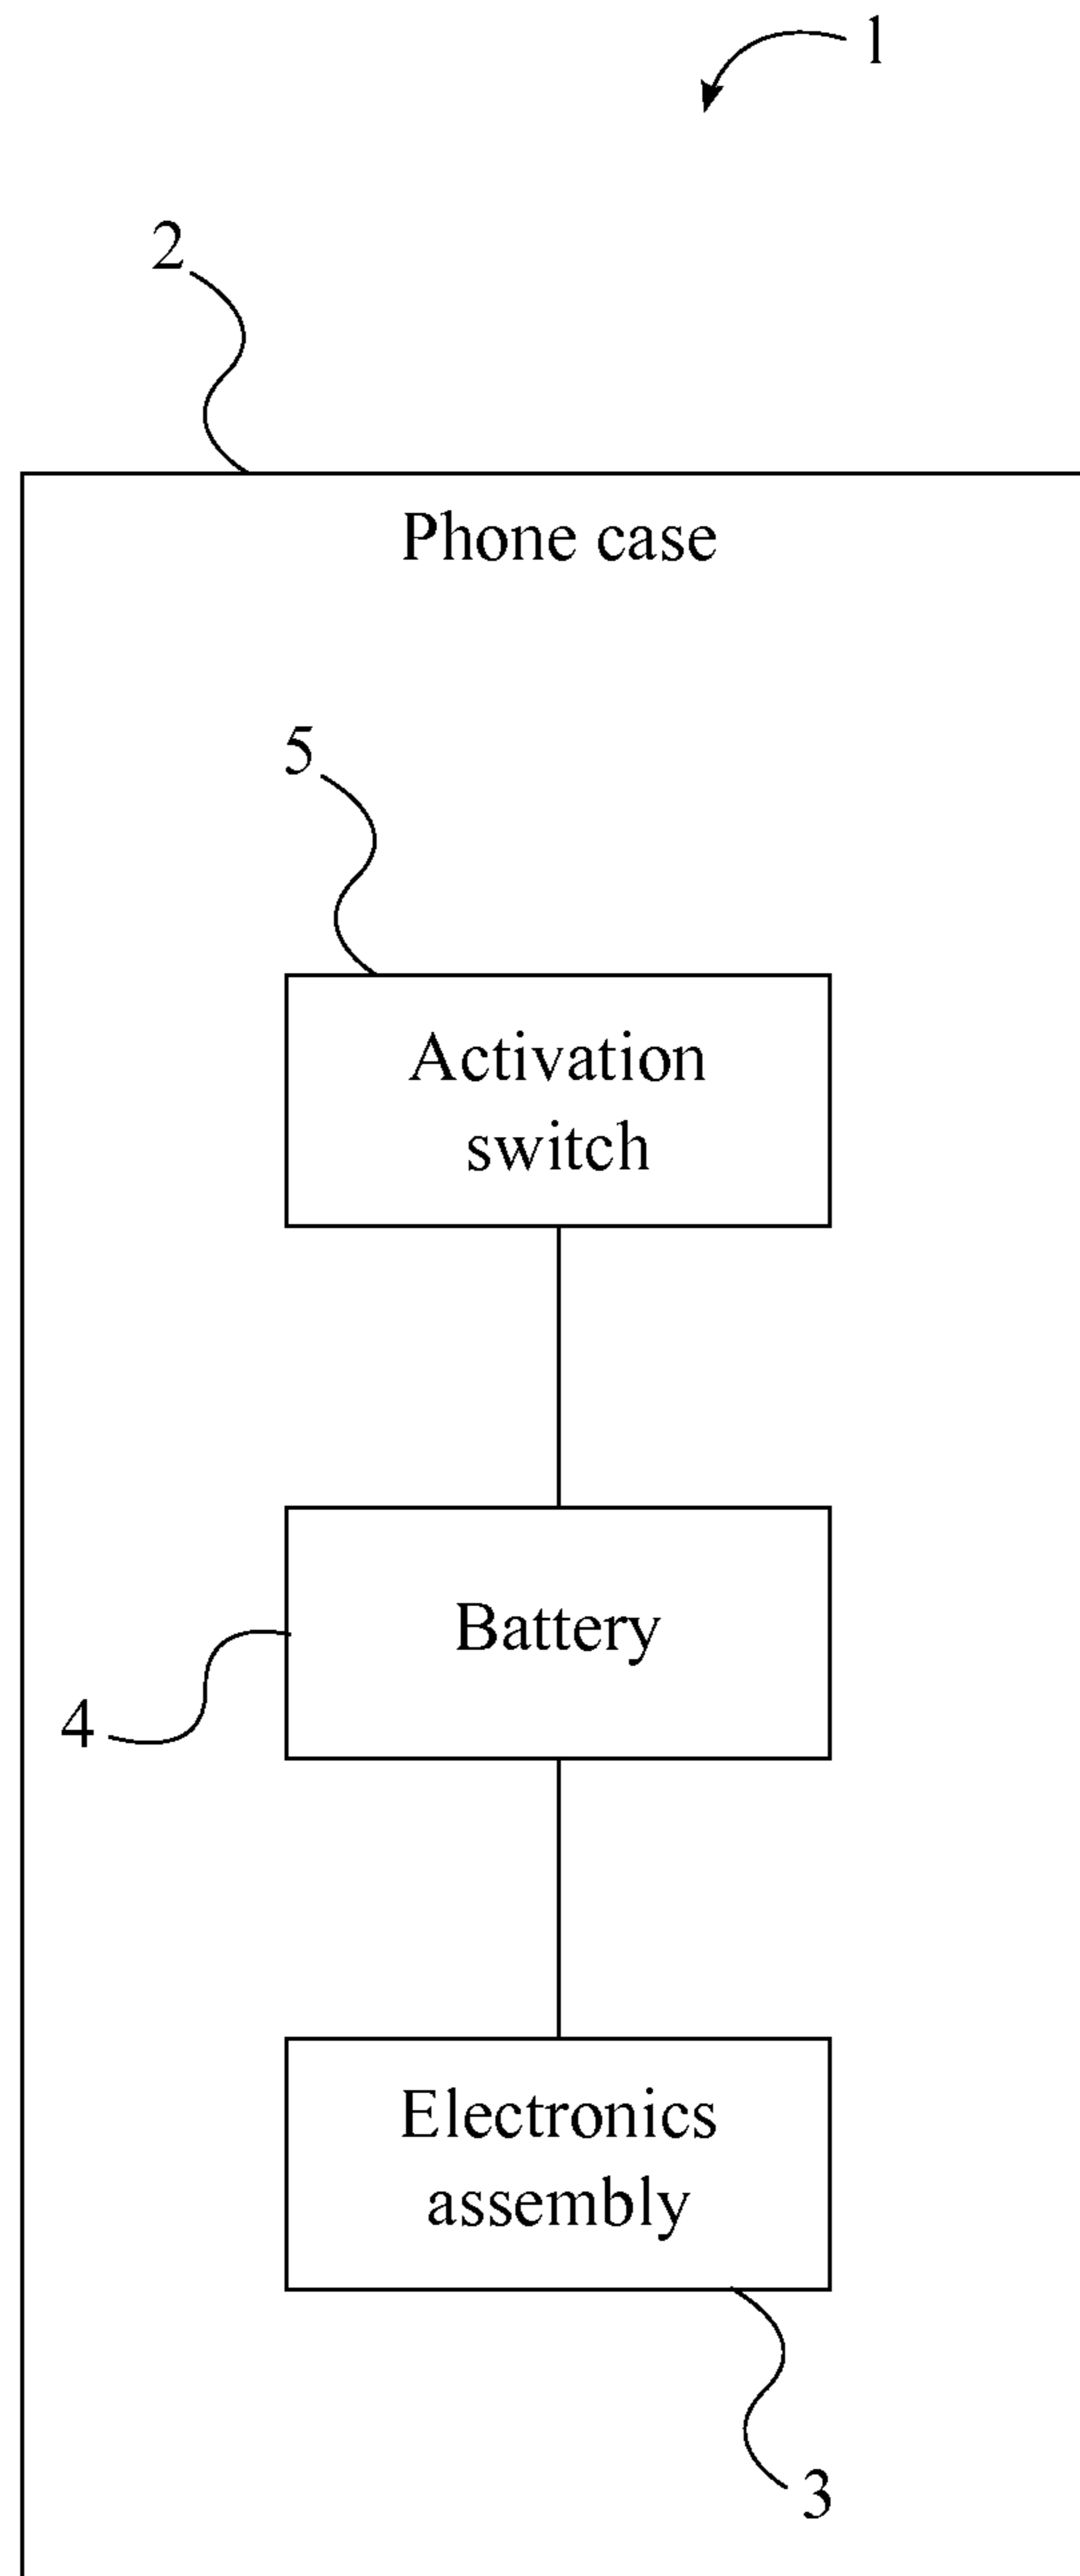 1
2
Phone case
5
Activation
switch
Battery
4
Electronics
assembly
3